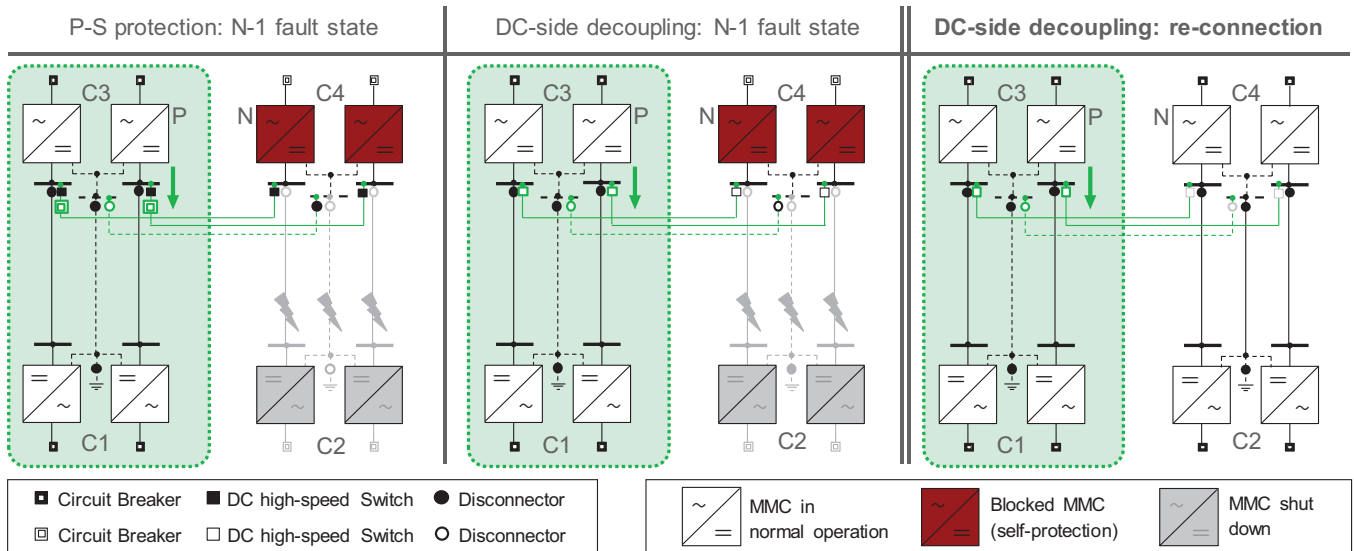 P-S protection: N-1 fault state
DC-side decoupling: N-1 fault state
DC-side decoupling: re-connection
C3
C4
N
P
C1
C2
C3
C4
N
P
C1
C2
C3
C4
N
P
C1
C2
Circuit Breaker
DC high-speed Switch
Disconnector
Circuit Breaker
DC high-speed Switch
Disconnector
MMC in
normal operation
Blocked MMC
(self-protection)
MMC shut
down